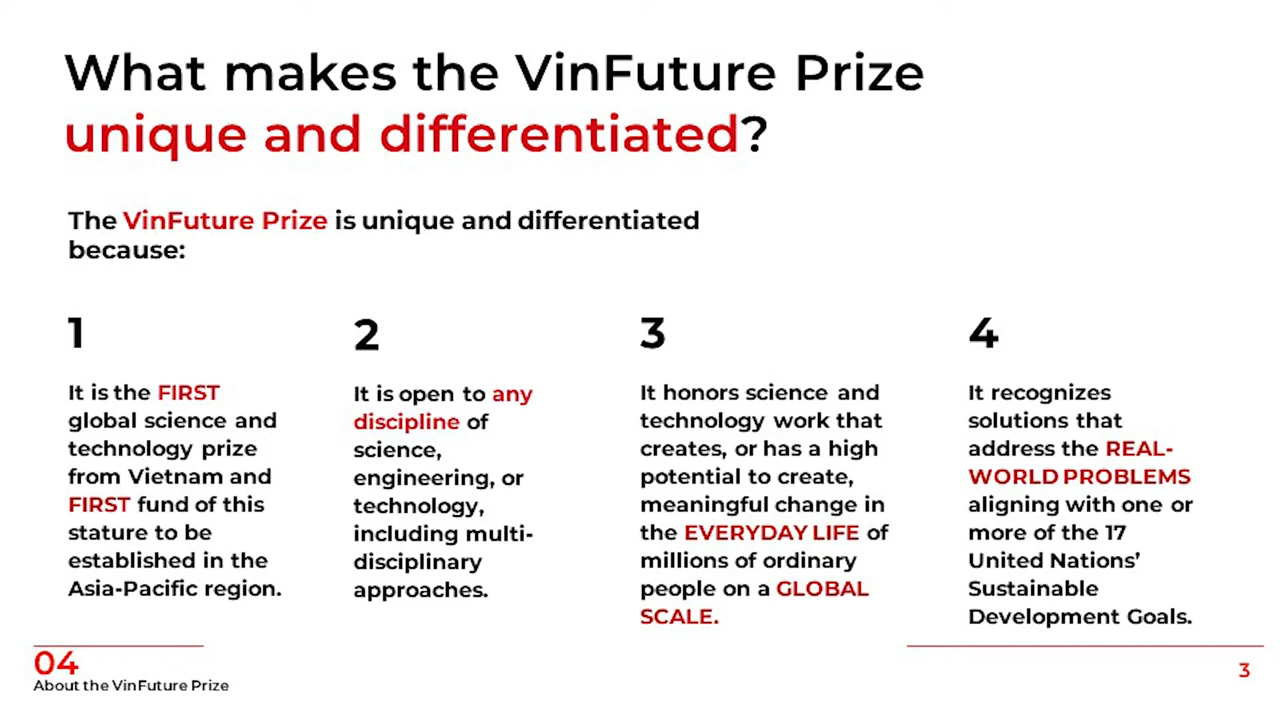 What makes the VinFuture Prize
unique and differentiated?
The VinFuture Prize is unique and differentiated
because:
1
It is the FIRST
global science and
technology prize
from Vietnam and
FIRST fund of this
stature to be
established in the
Asia-Pacific region.
2
It is open to any
discipline of
science,
engineering, or
technology,
including multi-
disciplinary
approaches.
3
It honors science and
technology work that
creates, or has a high
potential to create,
meaningful change in
the EVERYDAY LIFE of
millions of ordinary
people on a GLOBAL
SCALE.
4
It recognizes
solutions that
address the REAL-
WORLD PROBLEMS
aligning with one or
more of the 17
United Nations’
Sustainable
Development Goals.
04
About the VinFuture Prize
3